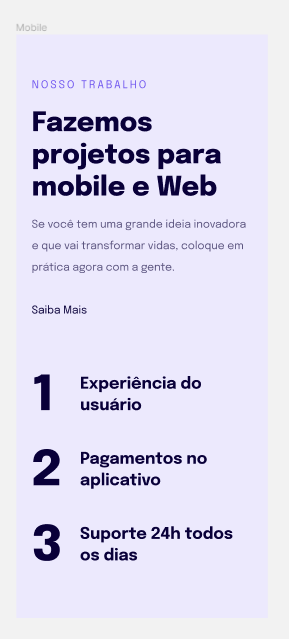 Mobile
NOSSO TRABALHO
Fazemos
projetos para
mobile e Web
Se você tem uma grande ideia inovadora
e que vai transformar vidas, coloque em
prática agora com a gente.
Saiba Mais
1 Experiência do
usuário
2 Pagamentos no
aplicativo
3 Suporte 24h todos
os dias